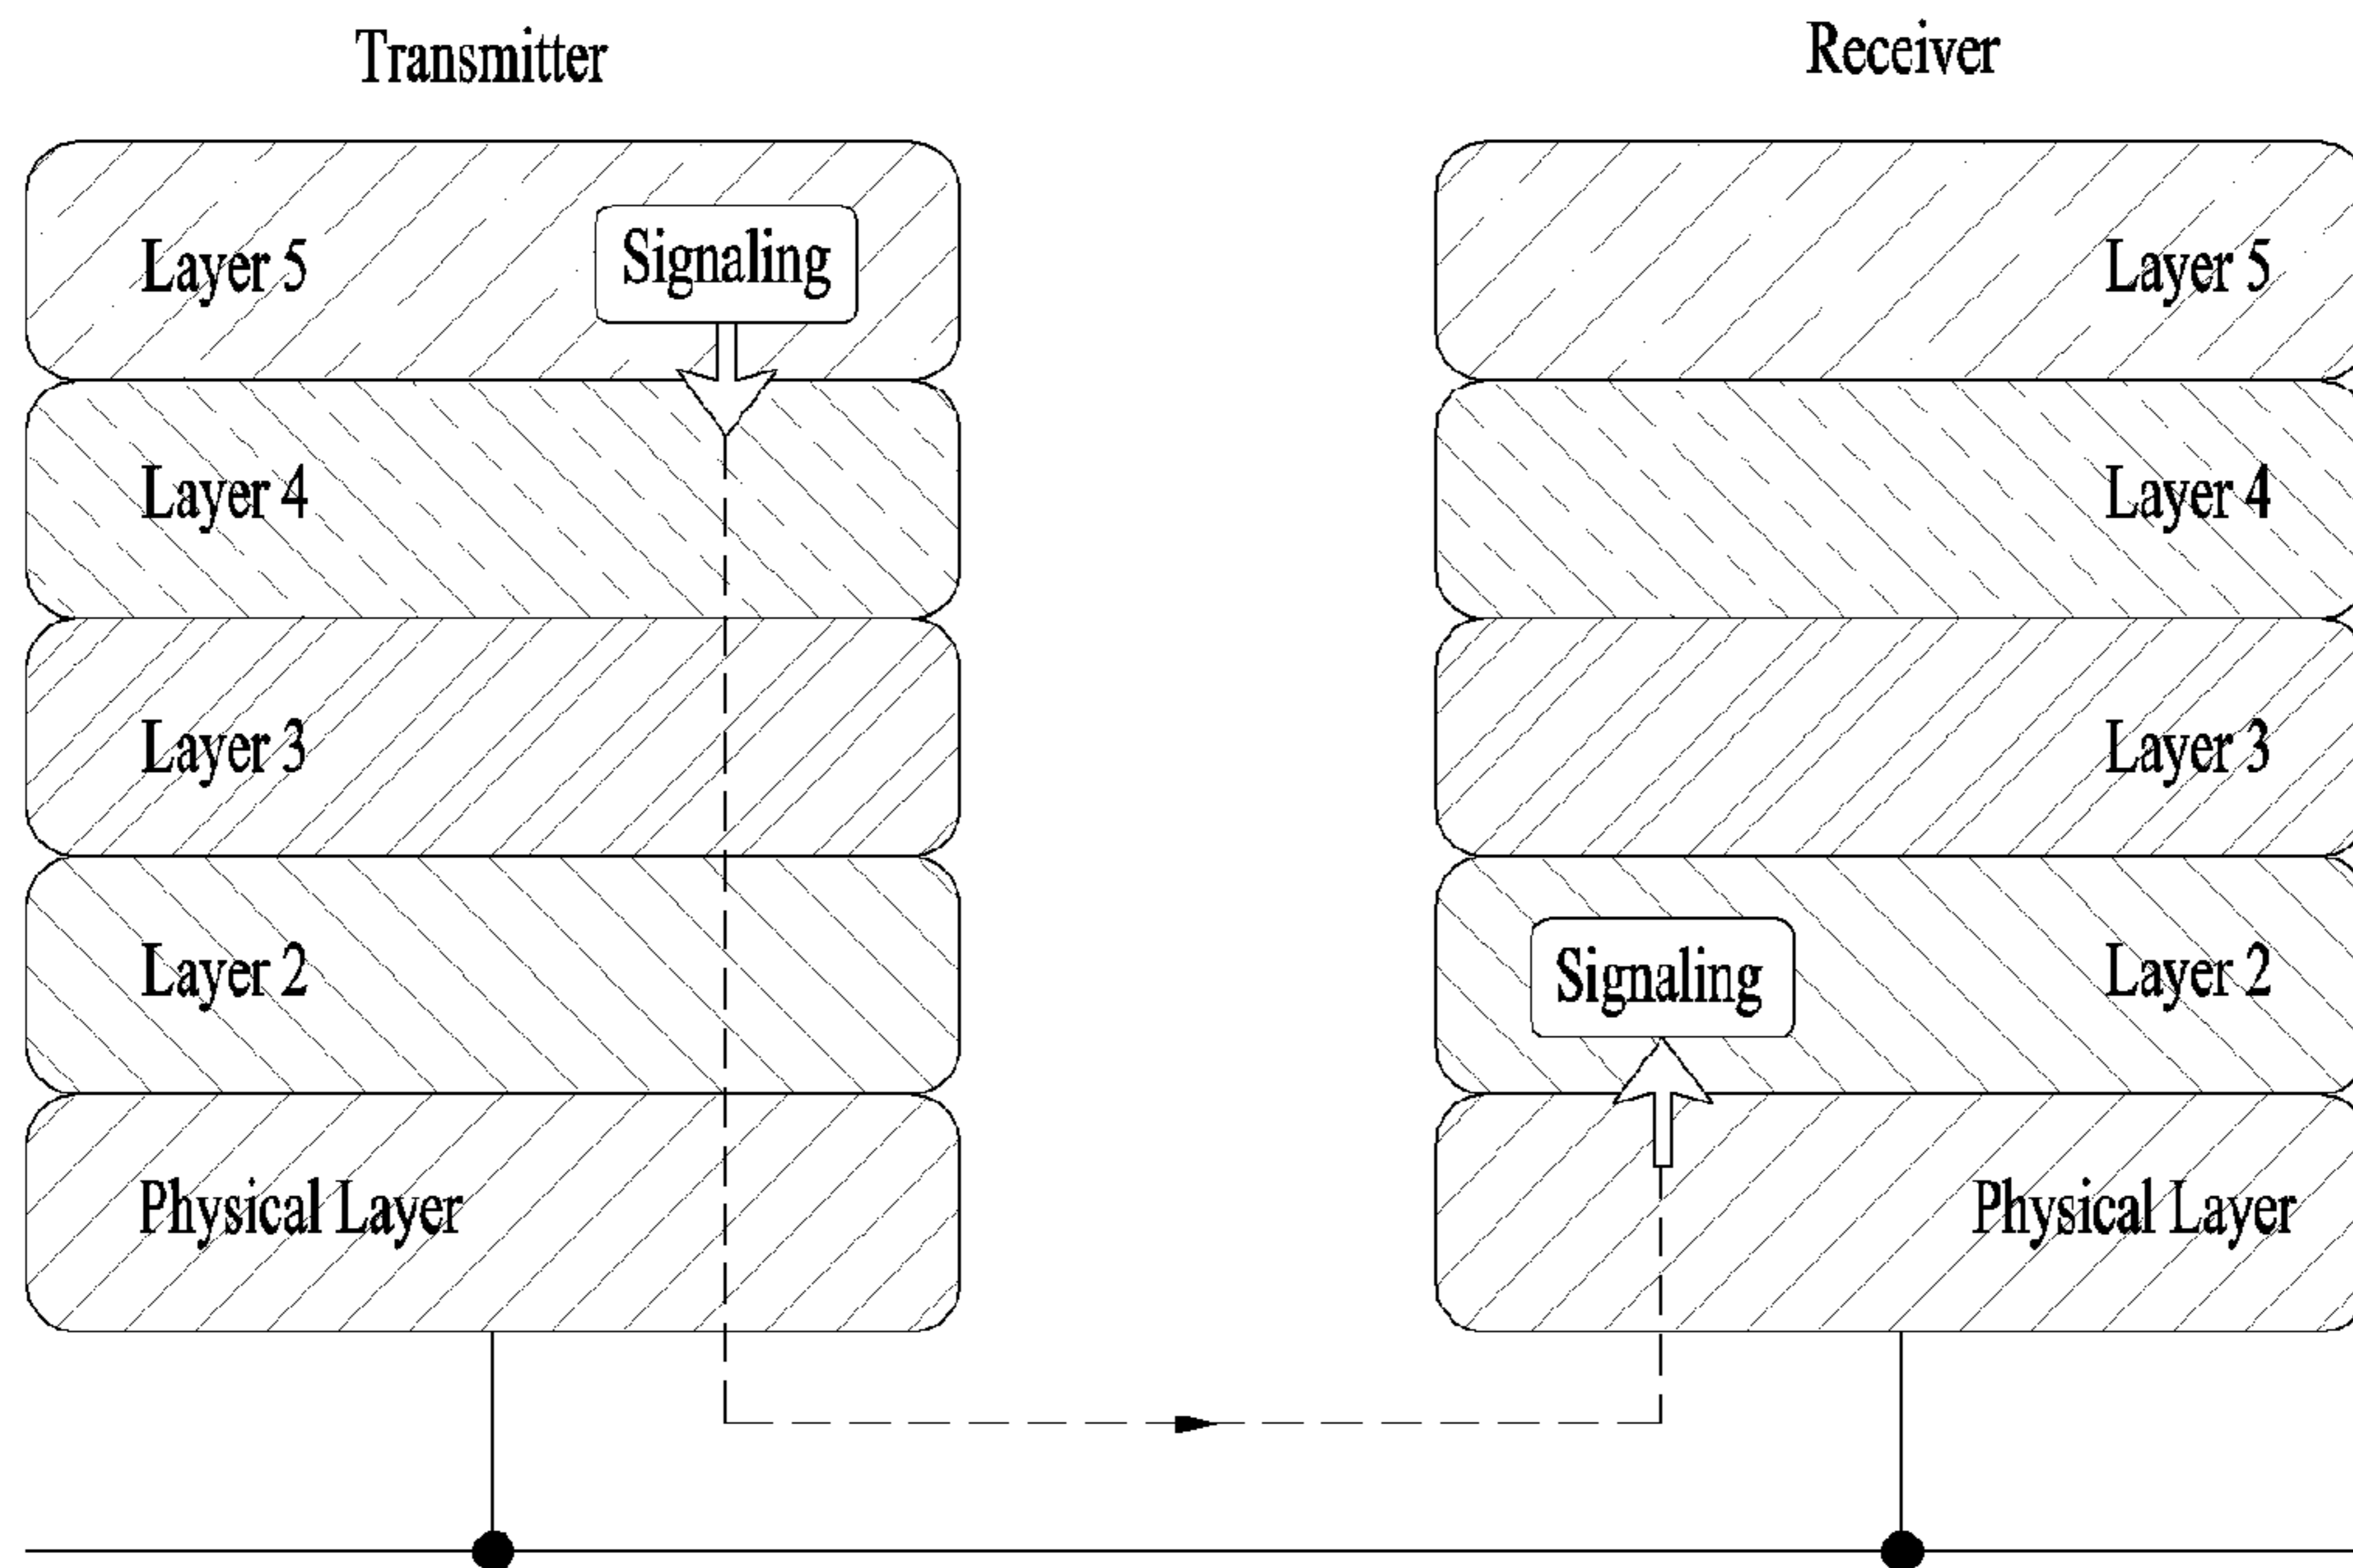 Transmitter
Receiver
Layer 5
Signaling
Layer 5
Layer 4
Layer 4
Layer 3
Layer 3
Layer 2
Signaling
Layer 2
Physical Layer
Physical Layer